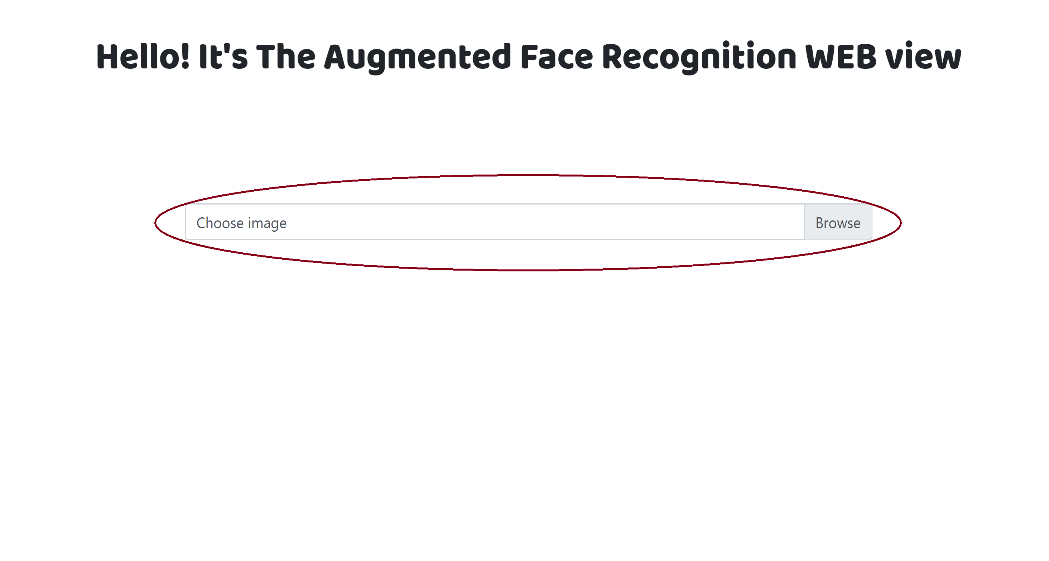 Hello! It's The Augmented Face Recognition WEB view
Choose image Browse